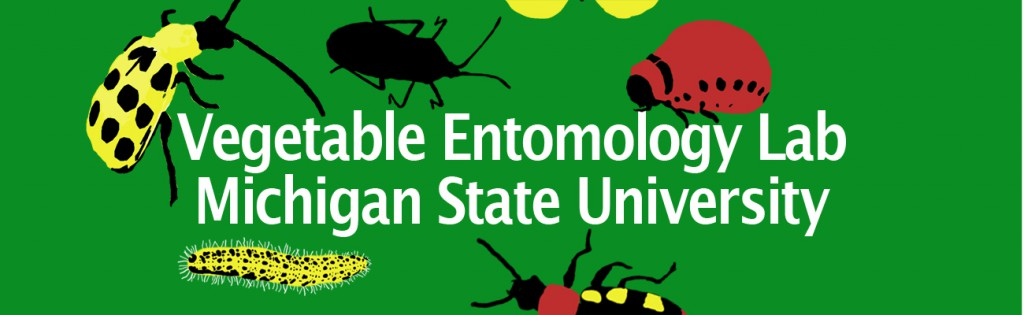 Vegetable Entomology Lab
Michigan State University